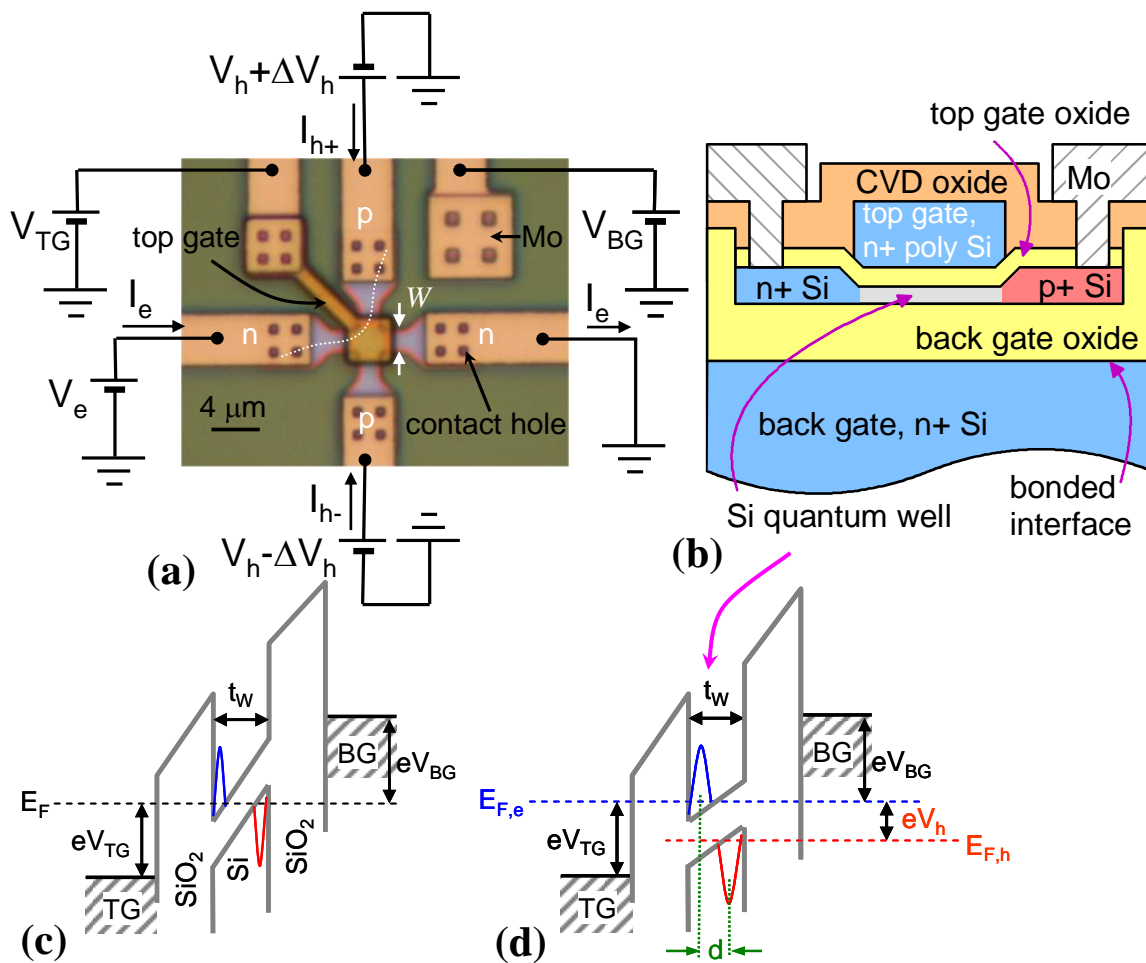 V_h+ΔV_h
I_h+
V_TG
V_BG
top gate
p
Mo
W
I_e
n
n
I_e
V_e
4 μm
p
contact hole
I_h-
V_h-ΔV_h
(a)
top gate oxide
CVD oxide
Mo
top gate,
n+ poly Si
n+ Si
p+ Si
back gate oxide
back gate, n+ Si
Si quantum well
bonded
interface
(b)
t_W
BG
eV_BG
E_F
eV_TG
SiO_2
Si
SiO_2
TG
(c)
t_W
BG
eV_BG
E_F,e
eV_h
eV_TG
E_F,h
TG
d
(d)